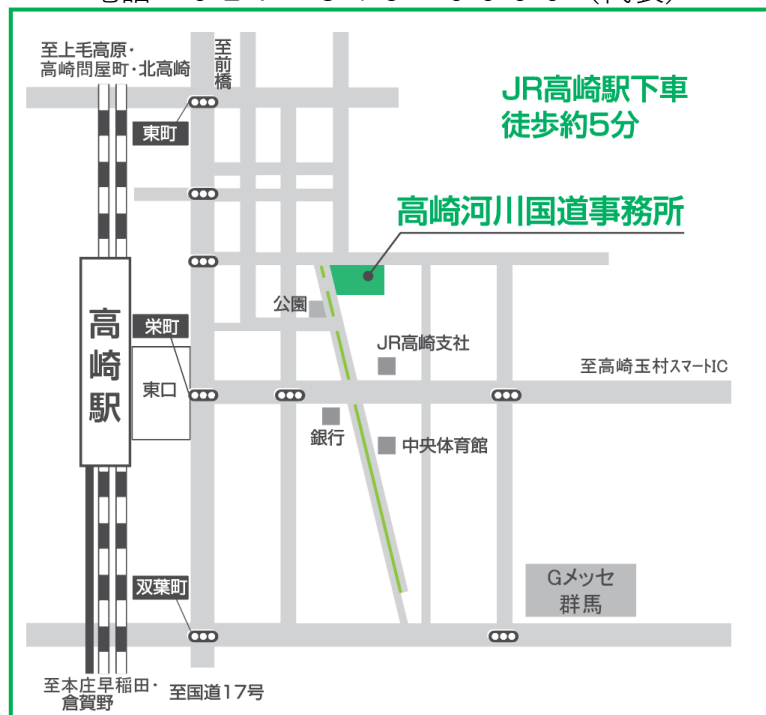 至上毛高原・
高崎問屋町・北高崎
至前橋
JR高崎駅下車
徒歩約5分
東町
高崎河川国道事務所
公園
栄町
高崎駅
東口
JR高崎支社
至高崎玉村スマートIC
銀行
中央体育館
双葉町
Gメッセ
群馬
至本庄早稲田・
倉賀野
至国道17号